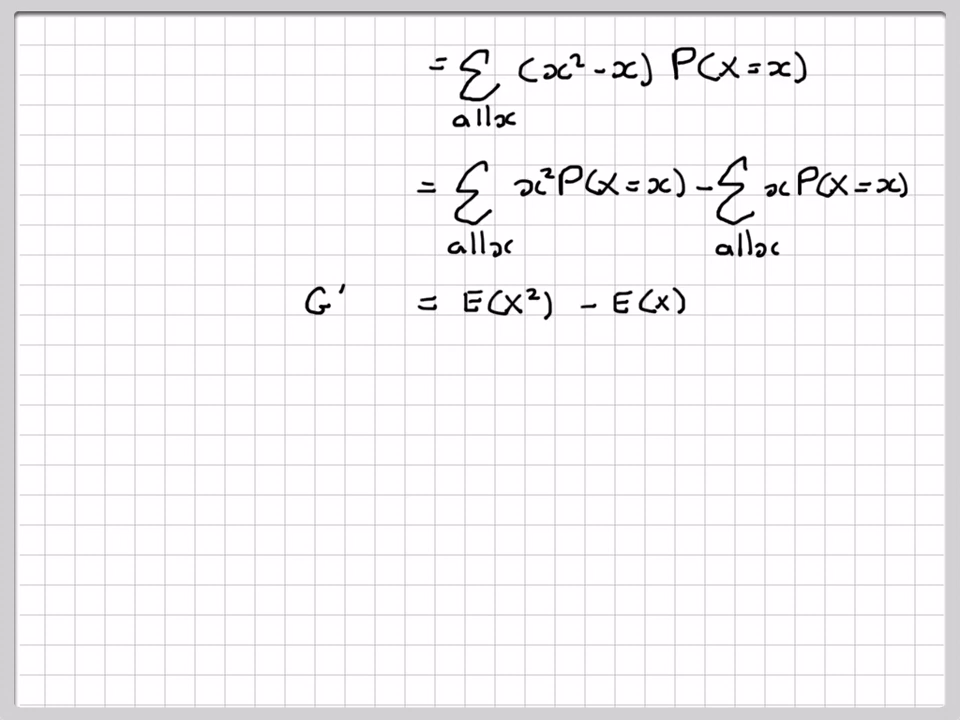 = ∑ (x² - x) P(X = x)
all x
= ∑ x² P(X = x) - ∑ x P(X = x)
all x all x
G' = E(X²) - E(X)